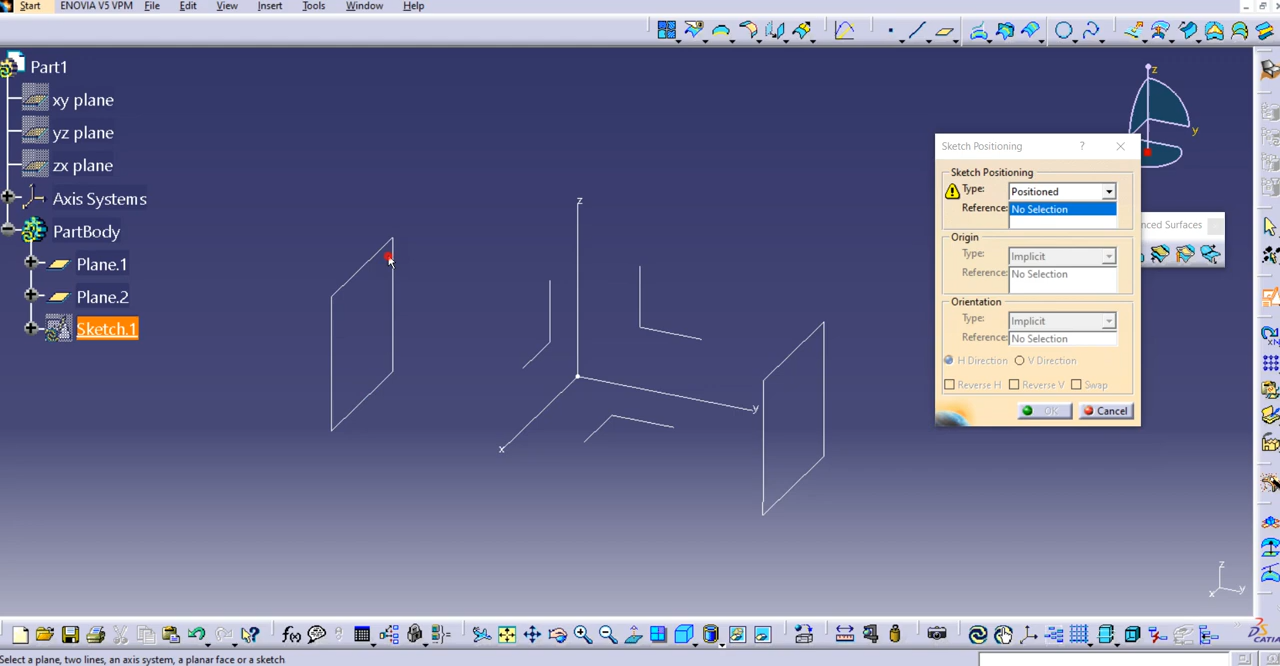 Start ENOVIA V5 VPM File Edit View Insert Tools Window Help
Part1
xy plane
yz plane
zx plane
Axis Systems
PartBody
Plane.1
Plane.2
Sketch.1
z
y
x
z
y
Sketch Positioning ?
Sketch Positioning
Type: Positioned
Reference: No Selection
Origin
Type: Implicit
Reference: No Selection
Orientation
Type: Implicit
Reference: No Selection
H Direction V Direction
Reverse H Reverse V Swap
OK Cancel
Surfaces
z
x y
f(x)
CATIA
Select a plane, two lines, an axis system, a planar face or a sketch